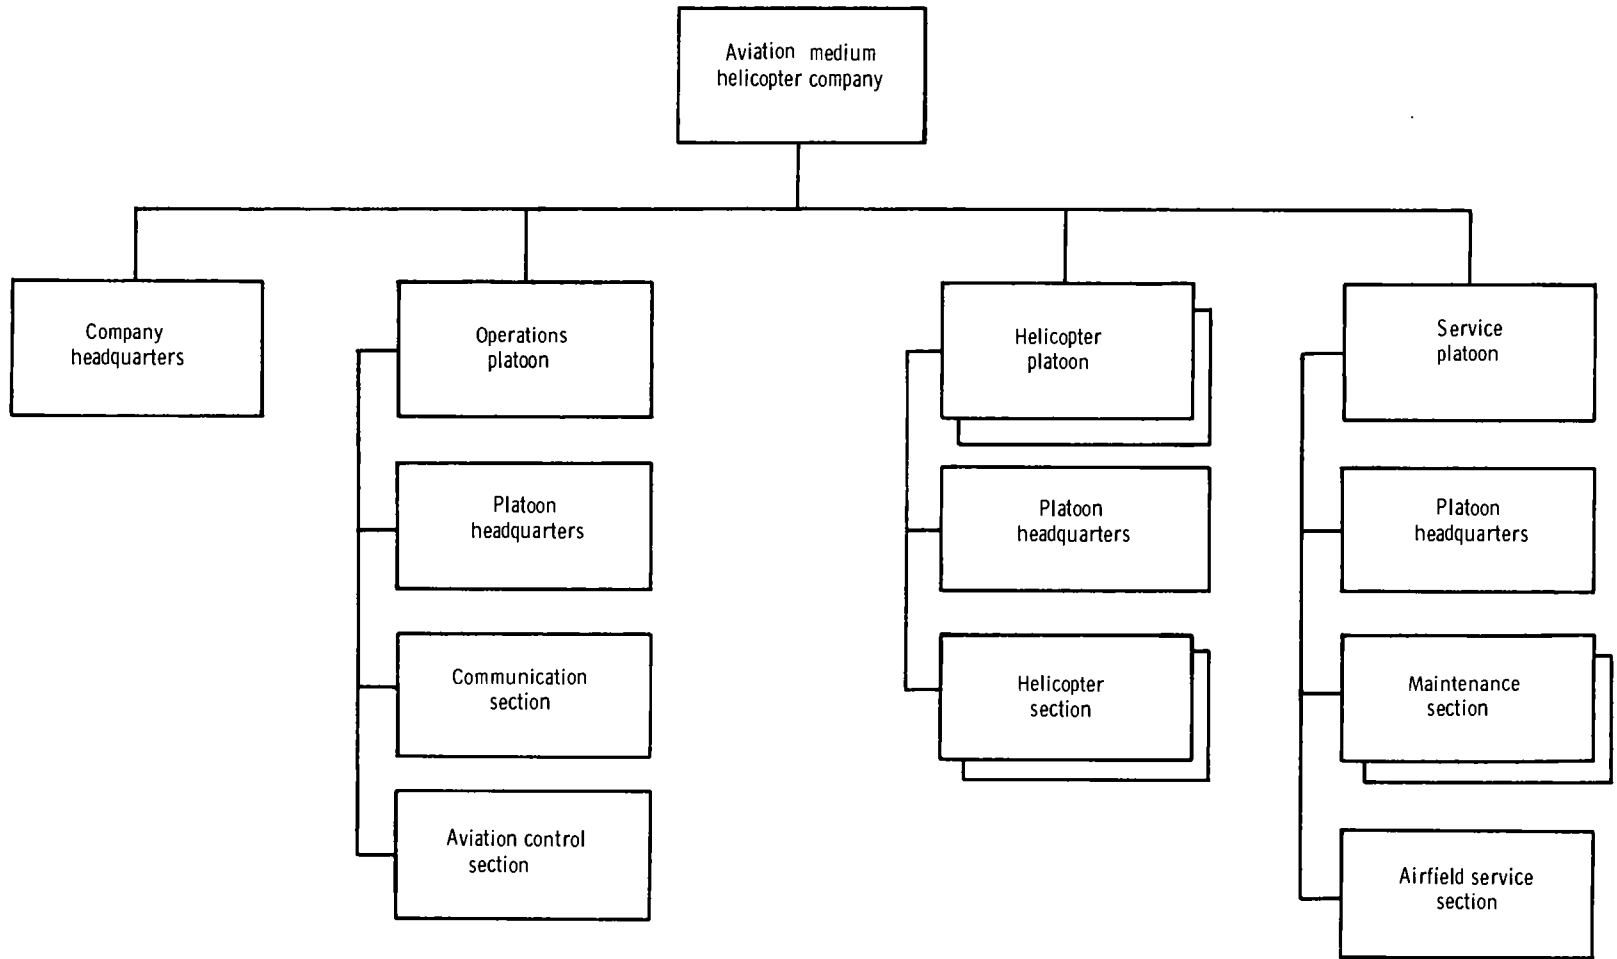 Aviation medium
helicopter company
Company
headquarters
Operations
platoon
Helicopter
platoon
Service
platoon
Platoon
headquarters
Platoon
headquarters
Platoon
headquarters
Communication
section
Helicopter
section
Maintenance
section
Aviation control
section
Airfield service
section